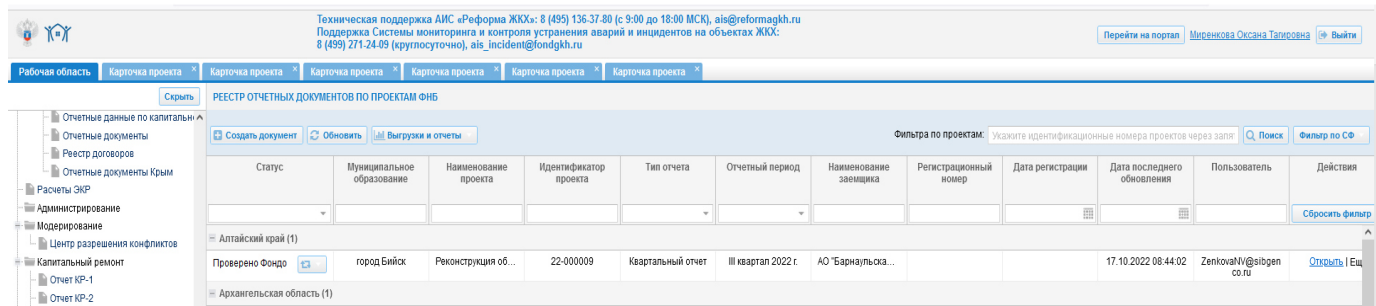 Техническая поддержка АИС «Реформа ЖКХ»: 8 (495) 136-37-80 (с 9:00 до 18:00 МСК), ais@reformagkh.ru
Поддержка Системы мониторинга и контроля устранения аварий и инцидентов на объектах ЖКХ:
8 (499) 271-24-09 (круглосуточно), ais_incident@fondgkh.ru
Перейти на портал Миренкова Оксана Тагировна Выйти
Рабочая область Карточка проекта Карточка проекта Карточка проекта Карточка проекта Карточка проекта Карточка проекта
Скрыть РЕЕСТР ОТЧЕТНЫХ ДОКУМЕНТОВ ПО ПРОЕКТАМ ФНБ
Отчетные данные по капитальн
Отчетные документы
Реестр договоров
Отчетные документы Крым
Расчеты ЭКР
Администрирование
Модерирование
Центр разрешения конфликтов
Капитальный ремонт
Отчет КР-1
Отчет КР-2
Создать документ Обновить Выгрузки и отчеты Фильтра по проектам: Укажите идентификационные номера проектов через запят Поиск Фильтр по СФ
Статус Муниципальное образование Наименование проекта Идентификатор проекта Тип отчета Отчетный период Наименование заемщика Регистрационный номер Дата регистрации Дата последнего обновления Пользователь Действия
Сбросить фильтр
Алтайский край (1)
Проверено Фондо город Бийск Реконструкция об... 22-000009 Квартальный отчет III квартал 2022 г. АО "Барнаульска... 17.10.2022 08:44:02 ZenkovaNV@sibgenco.ru Открыть | Ещ
Архангельская область (1)